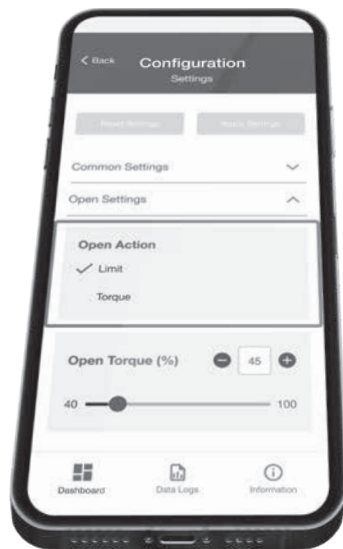 < Back Configuration
Settings
Reset Settings Apply Settings
Common Settings
Open Settings
Open Action
✓ Limit
Torque
Open Torque (%) 45
40 100
Dashboard Data Logs Information